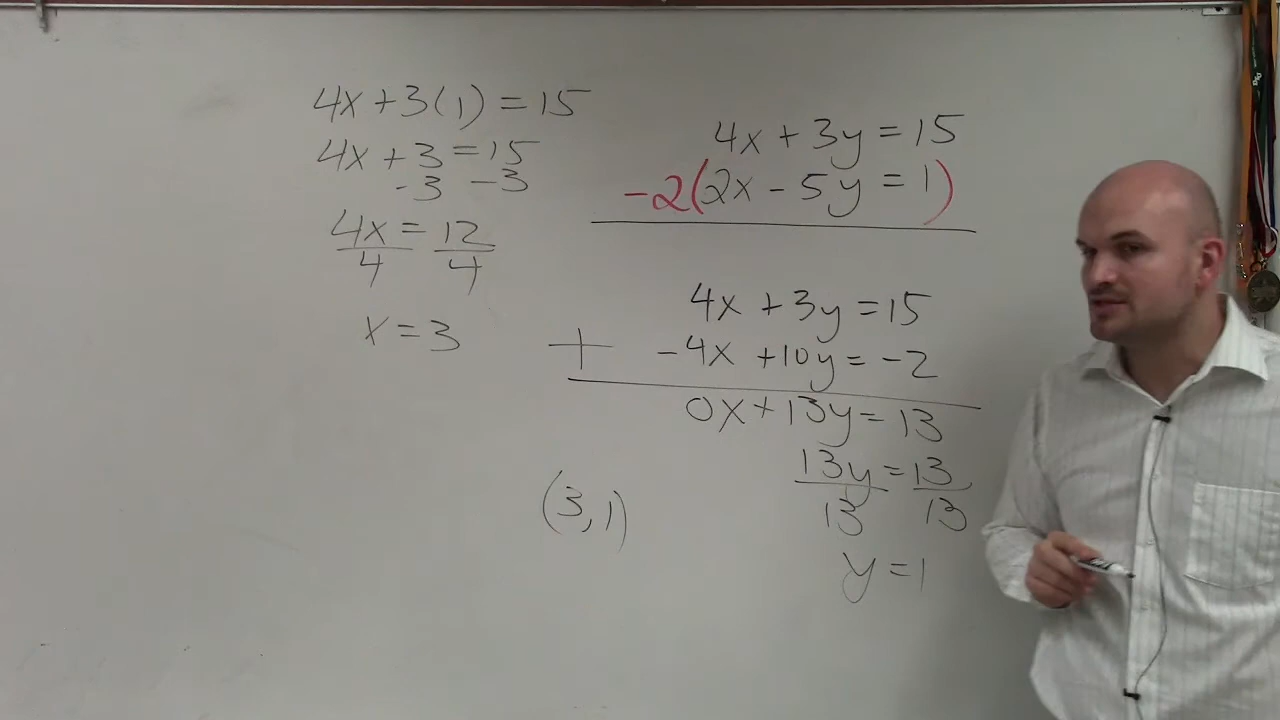 4x + 3(1) = 15
4x + 3 = 15
-3 -3
4x = 12
4 4
x = 3
4x + 3y = 15
-2(2x - 5y = 1)
4x + 3y = 15
+ -4x + 10y = -2
0x + 13y = 13
13y = 13
13 13
y = 1
(3, 1)